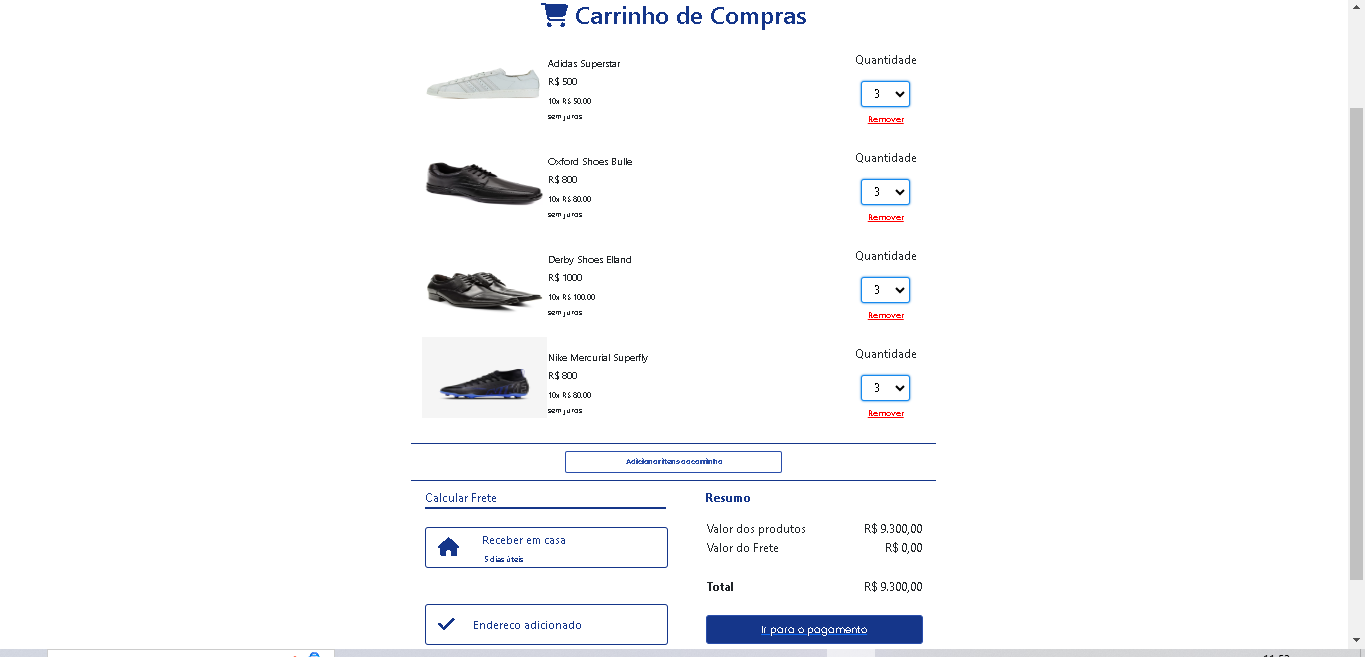 Carrinho de Compras
Adidas Superstar
R$ 500
10x R$ 50.00
sem juros
Quantidade
3
Remover
Oxford Shoes Bulle
R$ 800
10x R$ 80.00
sem juros
Quantidade
3
Remover
Derby Shoes Elland
R$ 1000
10x R$ 100.00
sem juros
Quantidade
3
Remover
Nike Mercurial Superfly
R$ 800
10x R$ 80.00
sem juros
Quantidade
3
Remover
Adicionar itens ao carrinho
Calcular Frete
Receber em casa
5 dias úteis
Endereco adicionado
Resumo
Valor dos produtos R$ 9.300,00
Valor do Frete R$ 0,00
Total R$ 9.300,00
Ir para o pagamento